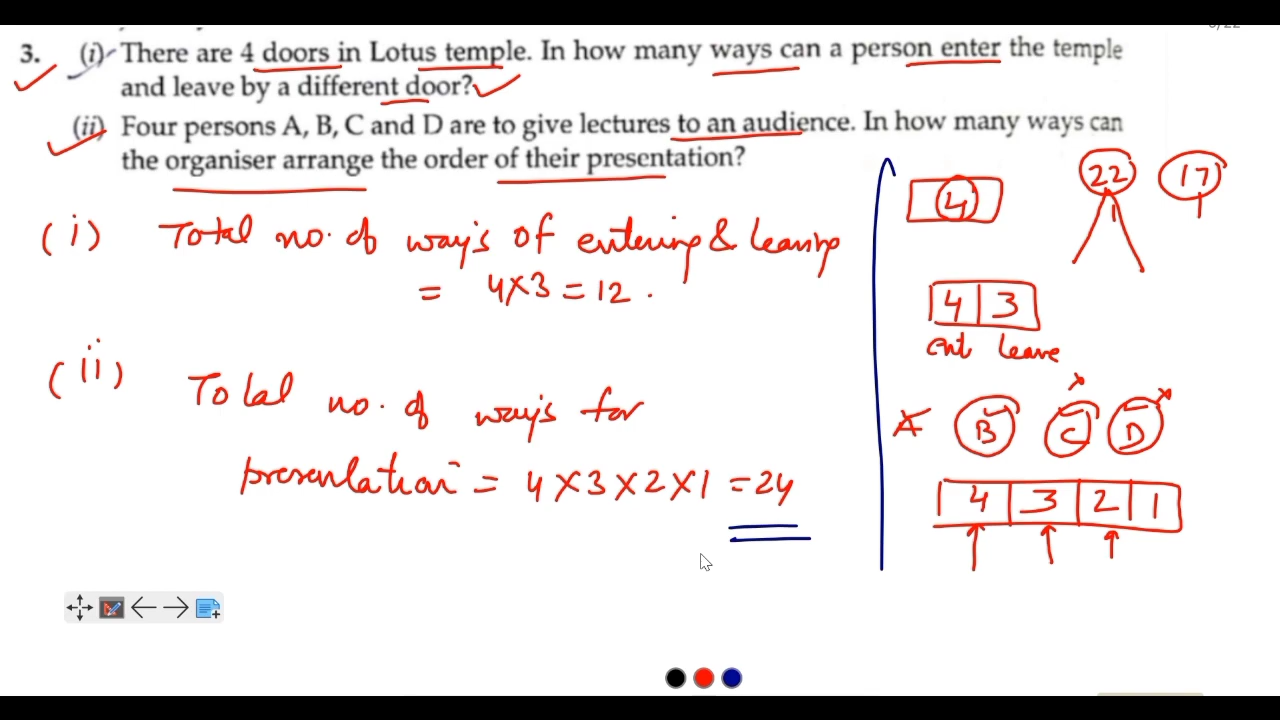 3. (i) There are 4 doors in Lotus temple. In how many ways can a person enter the temple
and leave by a different door?
(ii) Four persons A, B, C and D are to give lectures to an audience. In how many ways can
the organiser arrange the order of their presentation?
(i) Total no. of way's of entering & leaving
= 4×3 = 12 .
(ii) Total no. of way's for
presentation = 4×3×2×1 = 24
4
22 17
4 3
ent leave
A B C D
4 3 2 1